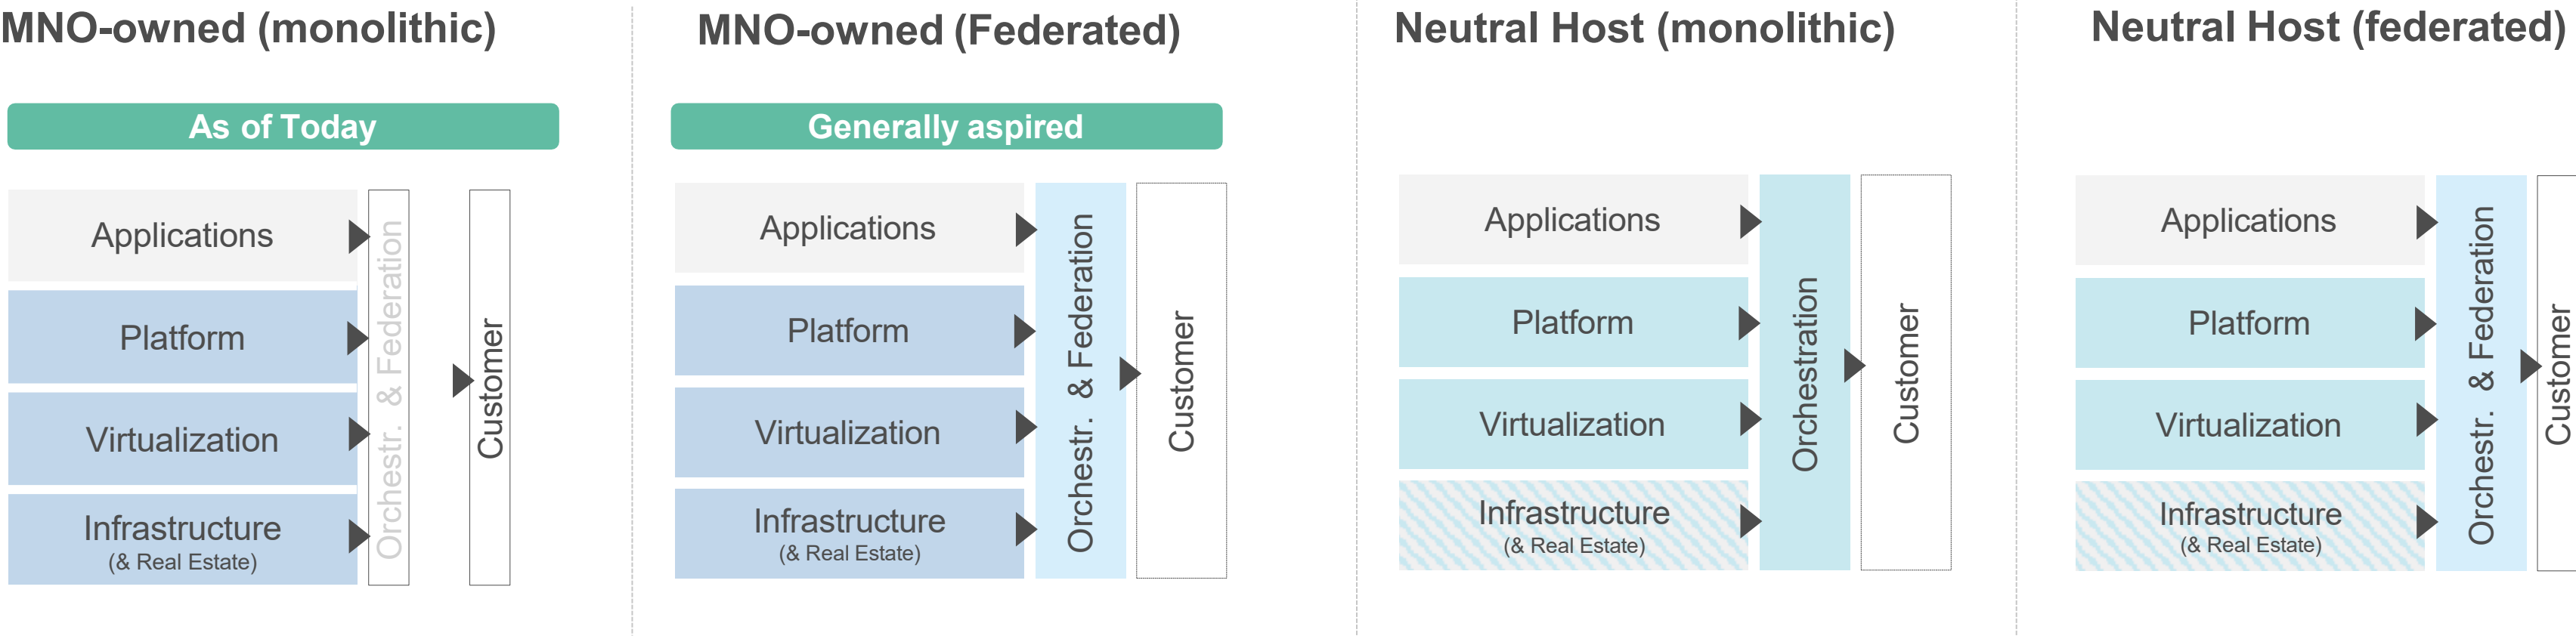 MNO-owned (monolithic)
As of Today
Applications
Platform
Virtualization
Infrastructure
(& Real Estate)
Orchestr. & Federation
Customer
MNO-owned (Federated)
Generally aspired
Applications
Platform
Virtualization
Infrastructure
(& Real Estate)
Orchestr. & Federation
Customer
Neutral Host (monolithic)
Applications
Platform
Virtualization
Infrastructure
(& Real Estate)
Orchestration
Customer
Neutral Host (federated)
Applications
Platform
Virtualization
Infrastructure
(& Real Estate)
Orchestr. & Federation
Customer